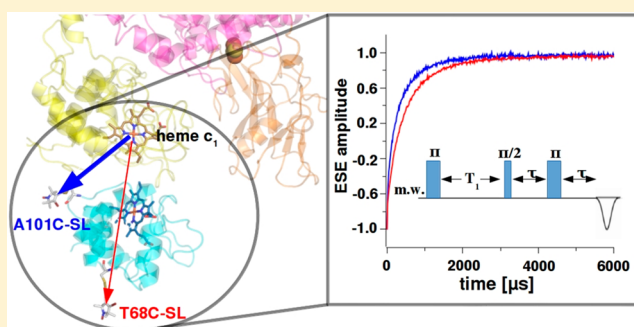 heme c₁
A101C-SL
T68C-SL
ESE amplitude
1.0
0.6
0.2
-0.2
-0.6
-1.0
π π/2 π
m.w. T₁ τ τ
0 2000 4000 6000
time [µs]